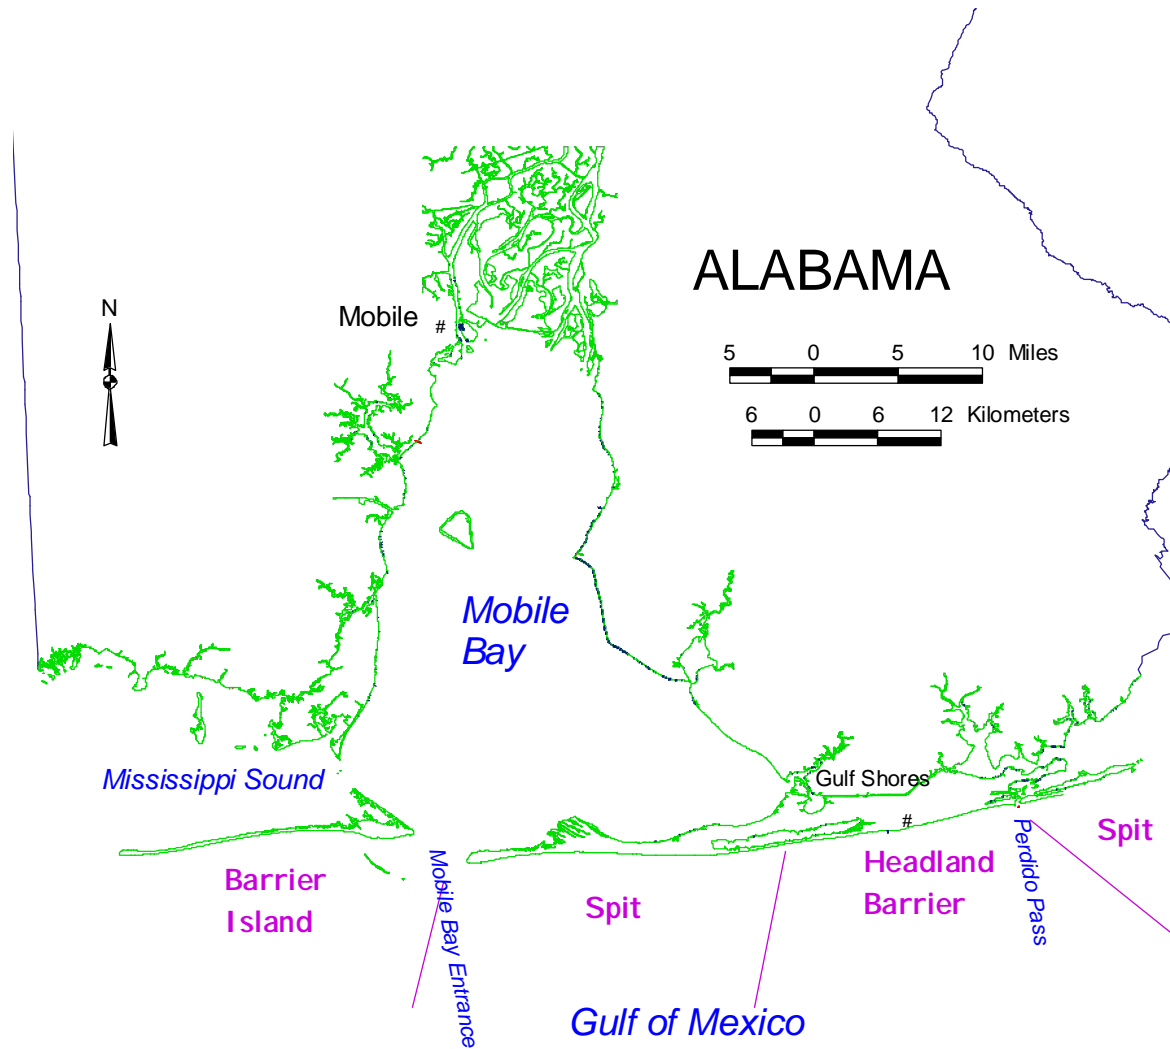 ALABAMA
N
Mobile
#
5 0 5 10 Miles
6 0 6 12 Kilometers
Mobile
Bay
Mississippi Sound
Gulf Shores
#
Barrier
Island
Mobile Bay Entrance
Spit
Headland
Barrier
Perdido Pass
Spit
Gulf of Mexico